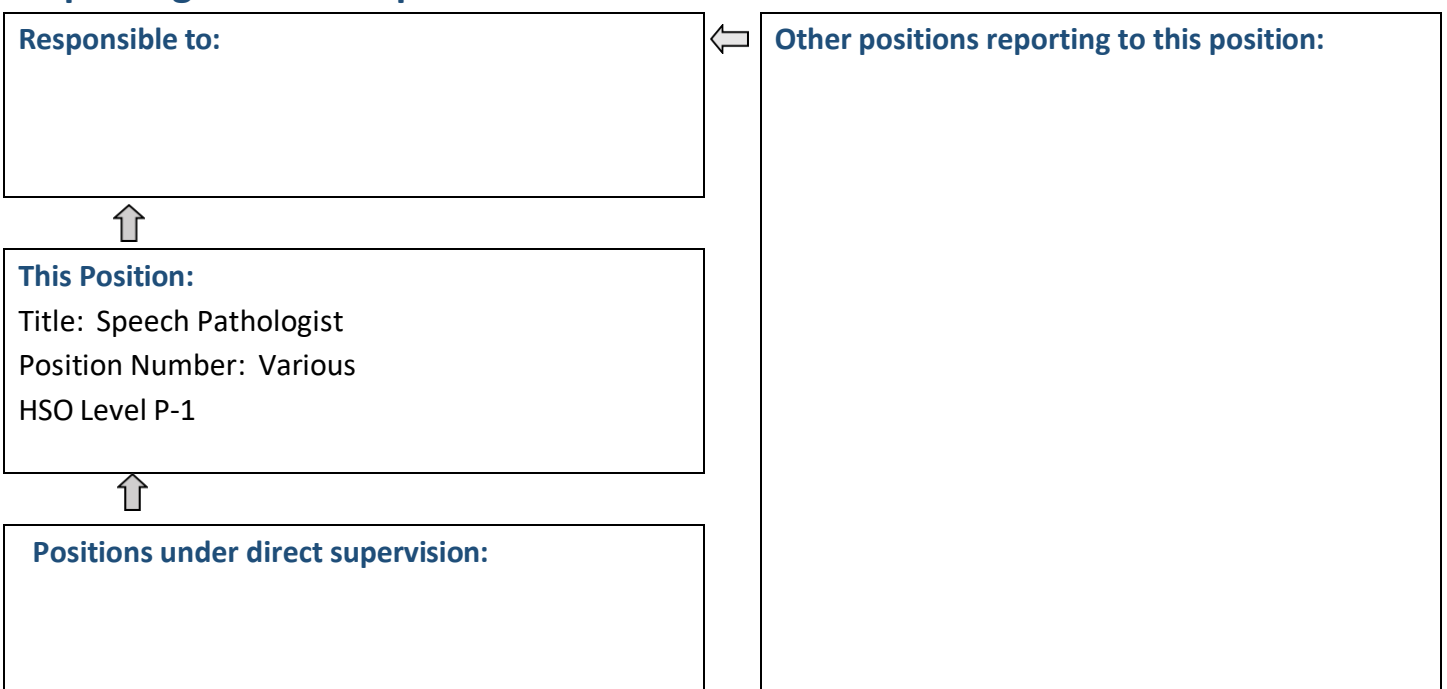 Responsible to:
This Position:
Title: Speech Pathologist
Position Number: Various
HSO Level P-1
Positions under direct supervision:
Other positions reporting to this position: